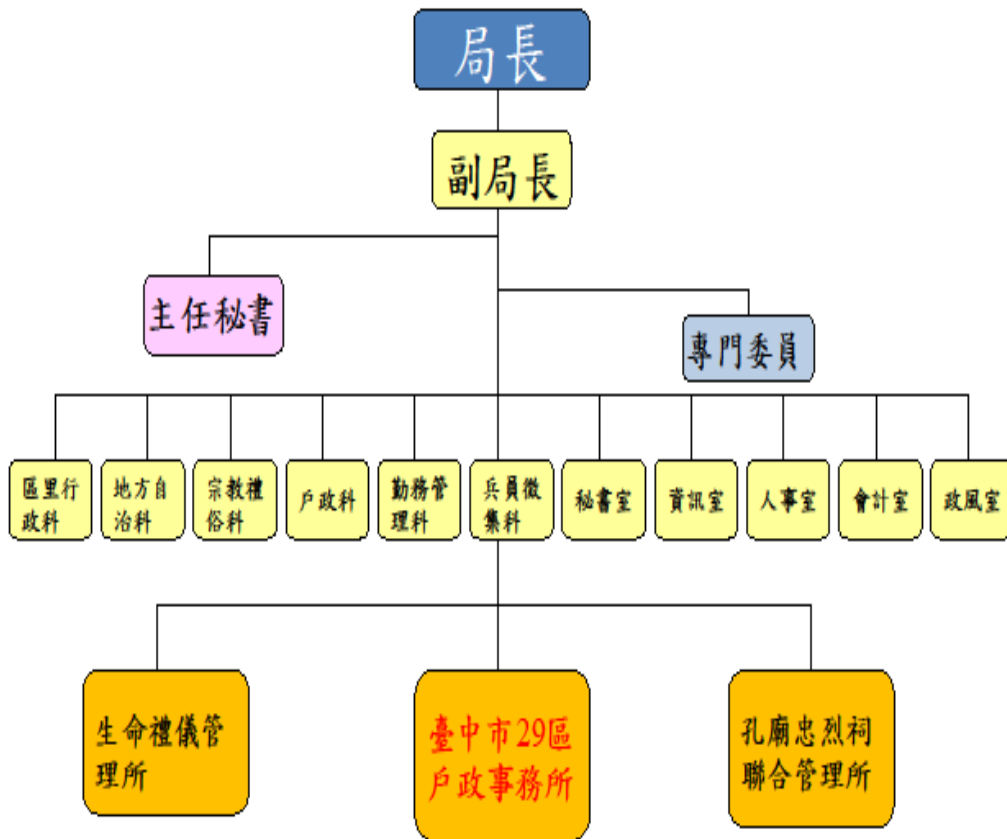 局長
副局長
主任秘書
專門委員
區里行
政科
地方自
治科
宗教禮
俗科
戶政科
勤務管
理科
兵員徵
集科
秘書室
資訊室
人事室
會計室
政風室
生命禮儀管
理所
臺中市29區
戶政事務所
孔廟忠烈祠
聯合管理所